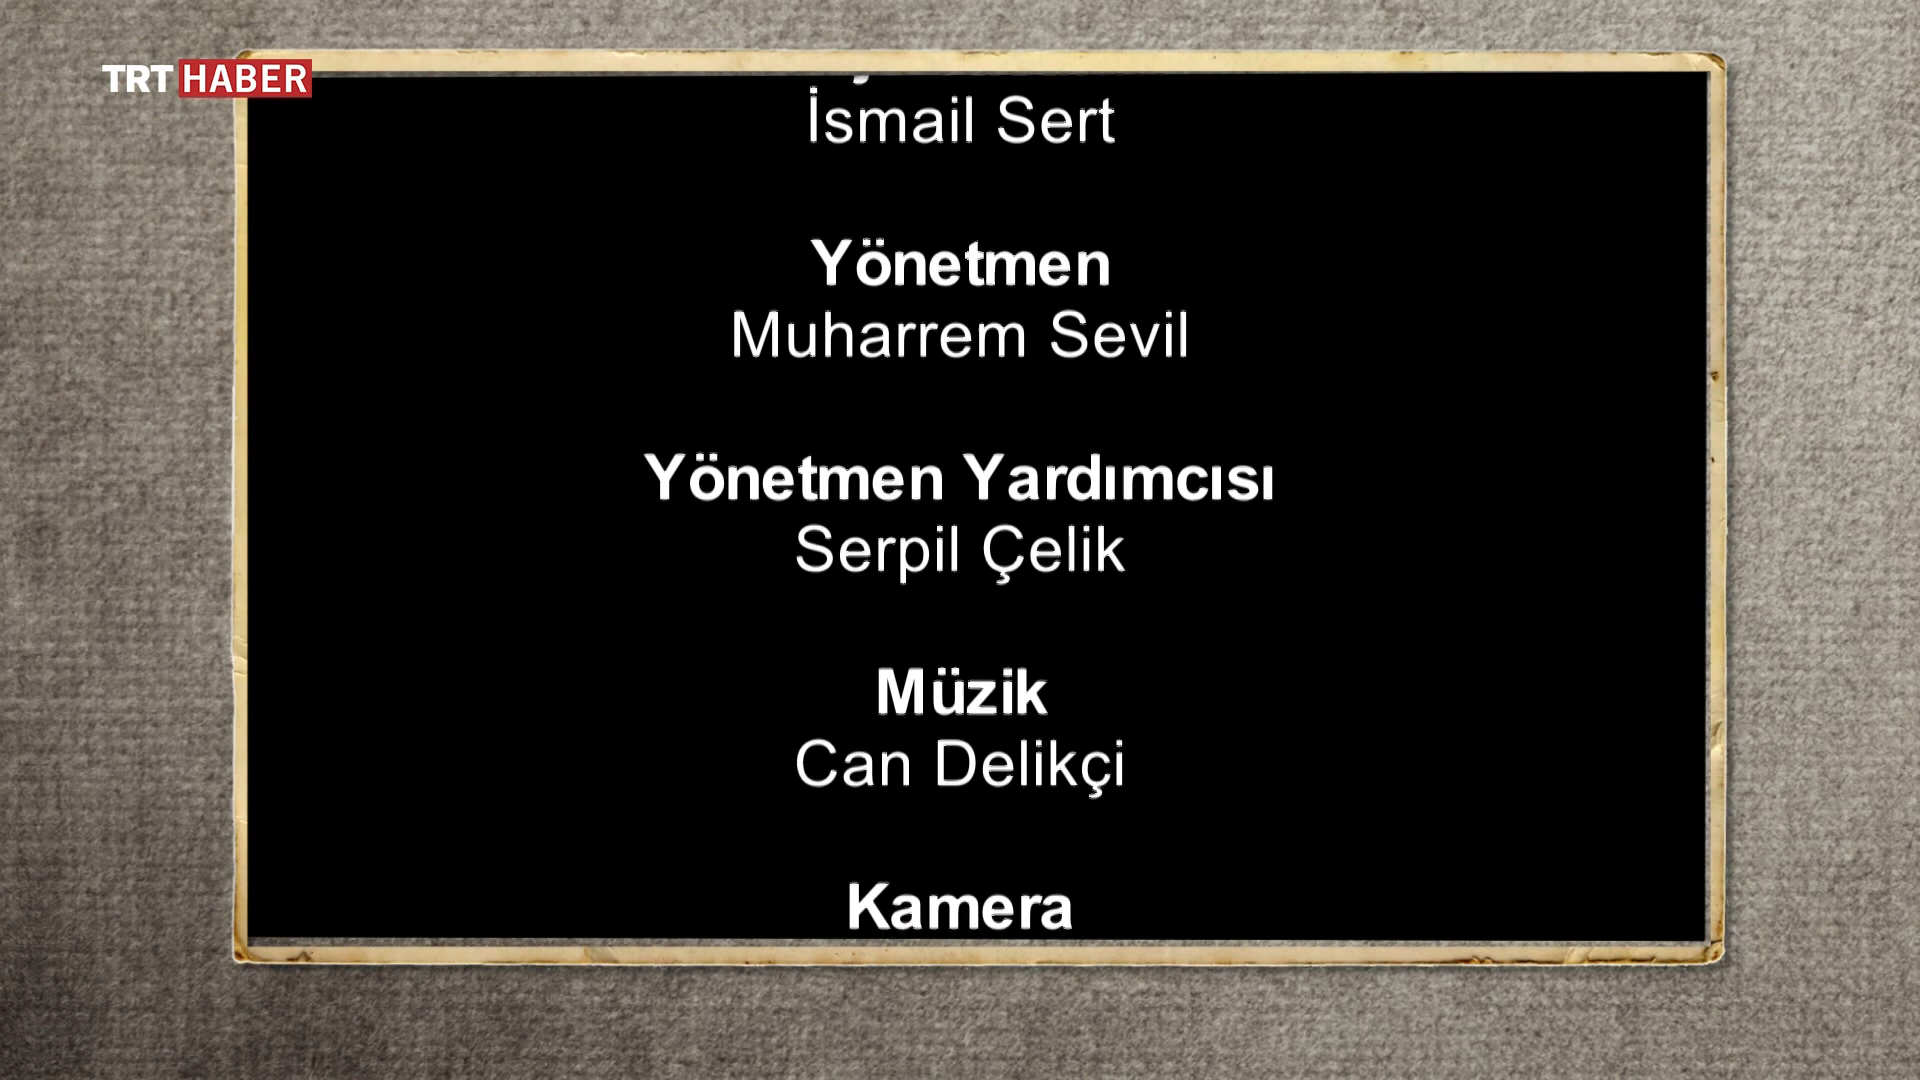 TRT HABER
İsmail Sert
Yönetmen
Muharrem Sevil
Yönetmen Yardımcısı
Serpil Çelik
Müzik
Can Delikçi
Kamera